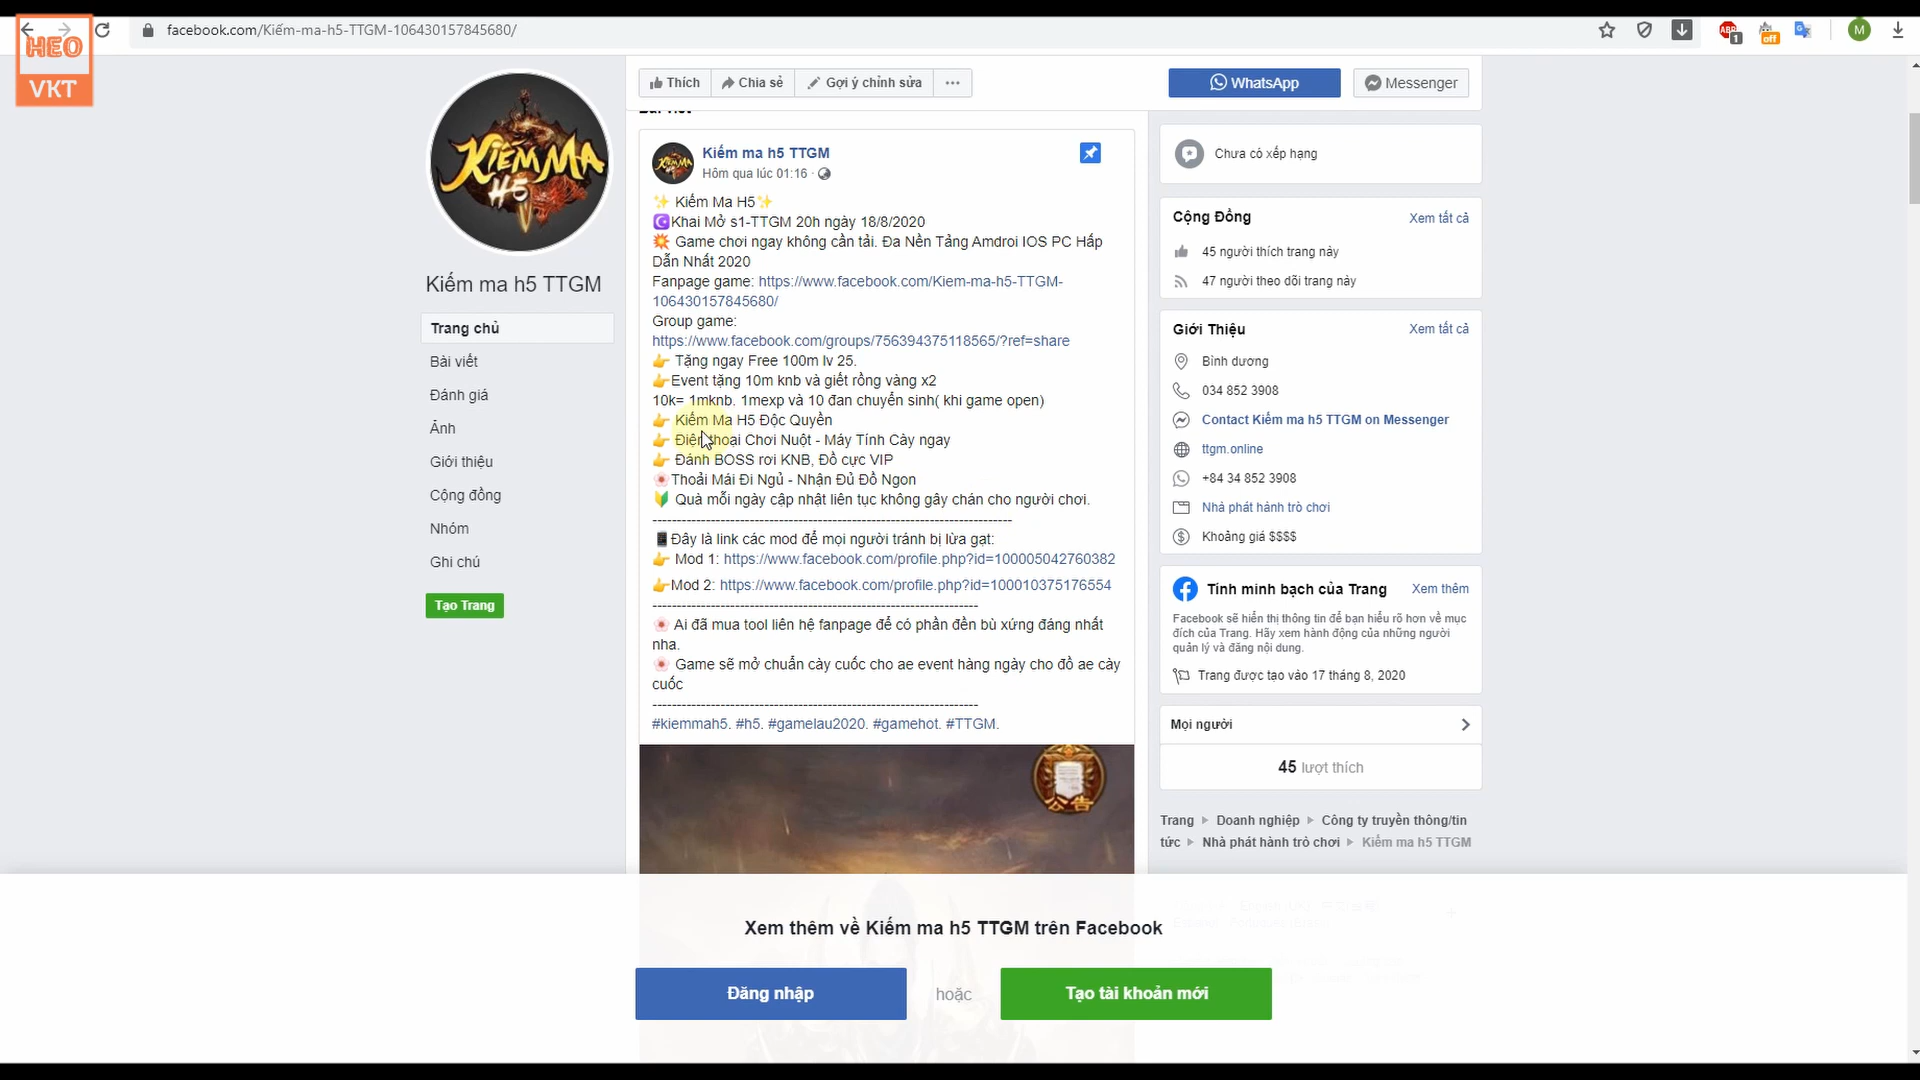 facebook.com/Kiếm-ma-h5-TTGM-106430157845680/
HEO
VKT
ABP
1
off
M
Thích
Chia sẻ
Gợi ý chỉnh sửa
WhatsApp
Messenger
KIẾM MA
H5
Kiếm ma h5 TTGM
Trang chủ
Bài viết
Đánh giá
Ảnh
Giới thiệu
Cộng đồng
Nhóm
Ghi chú
Tạo Trang
Kiếm ma h5 TTGM
Hôm qua lúc 01:16 ·
✨ Kiếm Ma H5✨
☪Khai Mở s1-TTGM 20h ngày 18/8/2020
💥 Game chơi ngay không cần tải. Đa Nền Tảng Amdroi IOS PC Hấp
Dẫn Nhất 2020
Fanpage game: https://www.facebook.com/Kiem-ma-h5-TTGM-
106430157845680/
Group game:
https://www.facebook.com/groups/756394375118565/?ref=share
👉 Tặng ngay Free 100m lv 25.
👉Event tặng 10m knb và giết rồng vàng x2
10k= 1mknb. 1mexp và 10 đan chuyển sinh( khi game open)
👉 Kiếm Ma H5 Độc Quyền
👉 Điện thoại Chơi Nuột - Máy Tính Cày ngay
👉 Đánh BOSS rơi KNB, Đồ cực VIP
🌸Thoải Mái Đi Ngủ - Nhận Đủ Đồ Ngon
🔰 Quà mỗi ngày cập nhật liên tục không gây chán cho người chơi.
--------------------------------------------------------------------------
📱Đây là link các mod để mọi người tránh bị lừa gạt:
👉 Mod 1: https://www.facebook.com/profile.php?id=100005042760382
👉Mod 2: https://www.facebook.com/profile.php?id=100010375176554
-------------------------------------------------------------------
🌸 Ai đã mua tool liên hệ fanpage để có phần đền bù xứng đáng nhất
nha.
🌸 Game sẽ mở chuẩn cày cuốc cho ae event hàng ngày cho đồ ae cày
cuốc
-------------------------------------------------------------------
#kiemmah5. #h5. #gamelau2020. #gamehot. #TTGM.
公告
Chưa có xếp hạng
Cộng Đồng
Xem tất cả
45 người thích trang này
47 người theo dõi trang này
Giới Thiệu
Xem tất cả
Bình dương
034 852 3908
Contact Kiếm ma h5 TTGM on Messenger
ttgm.online
+84 34 852 3908
Nhà phát hành trò chơi
Khoảng giá $$$$
Tính minh bạch của Trang
Xem thêm
Facebook sẽ hiển thị thông tin để bạn hiểu rõ hơn về mục
đích của Trang. Hãy xem hành động của những người
quản lý và đăng nội dung.
Trang được tạo vào 17 tháng 8, 2020
Mọi người
45 lượt thích
Trang
Doanh nghiệp
Công ty truyền thông/tin
tức
Nhà phát hành trò chơi
Kiếm ma h5 TTGM
Xem thêm về Kiếm ma h5 TTGM trên Facebook
Đăng nhập
hoặc
Tạo tài khoản mới